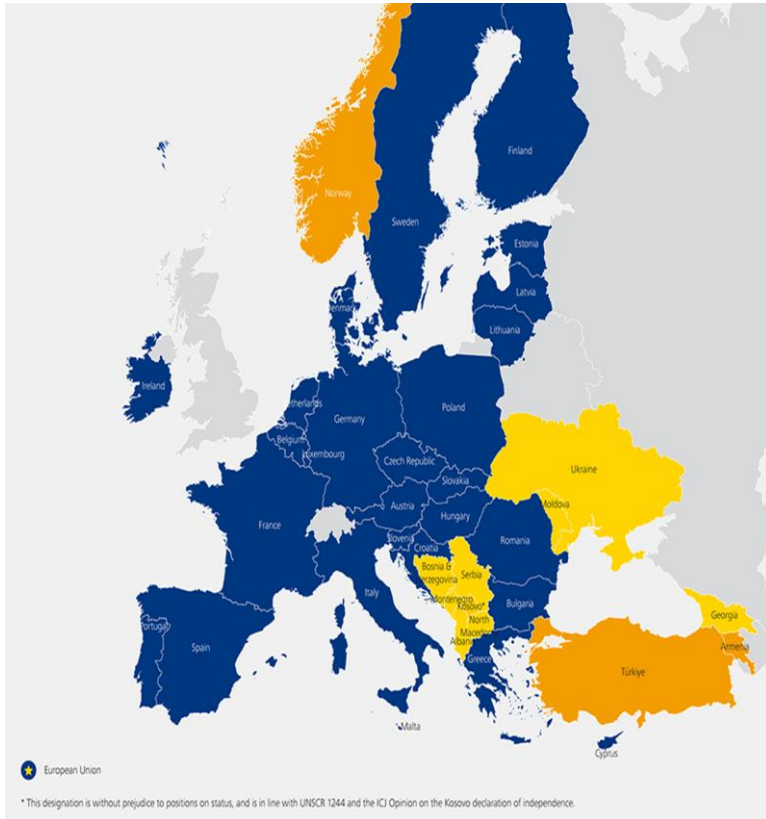 Finland
Norway
Sweden
Estonia
Latvia
Denmark
Lithuania
Ireland
Netherlands
Poland
Germany
Belgium
Luxembourg
Czech Republic
Ukraine
Slovakia
Austria
Moldova
Hungary
France
Slovenia
Romania
Croatia
Bosnia &
Herzegovina
Serbia
Italy
Montenegro
Kosovo*
Bulgaria
Georgia
North
Macedon
Portugal
Albani
Spain
Armenia
Greece
Türkiye
Malta
Cyprus
European Union
* This designation is without prejudice to positions on status, and is in line with UNSCR 1244 and the ICJ Opinion on the Kosovo declaration of independence.